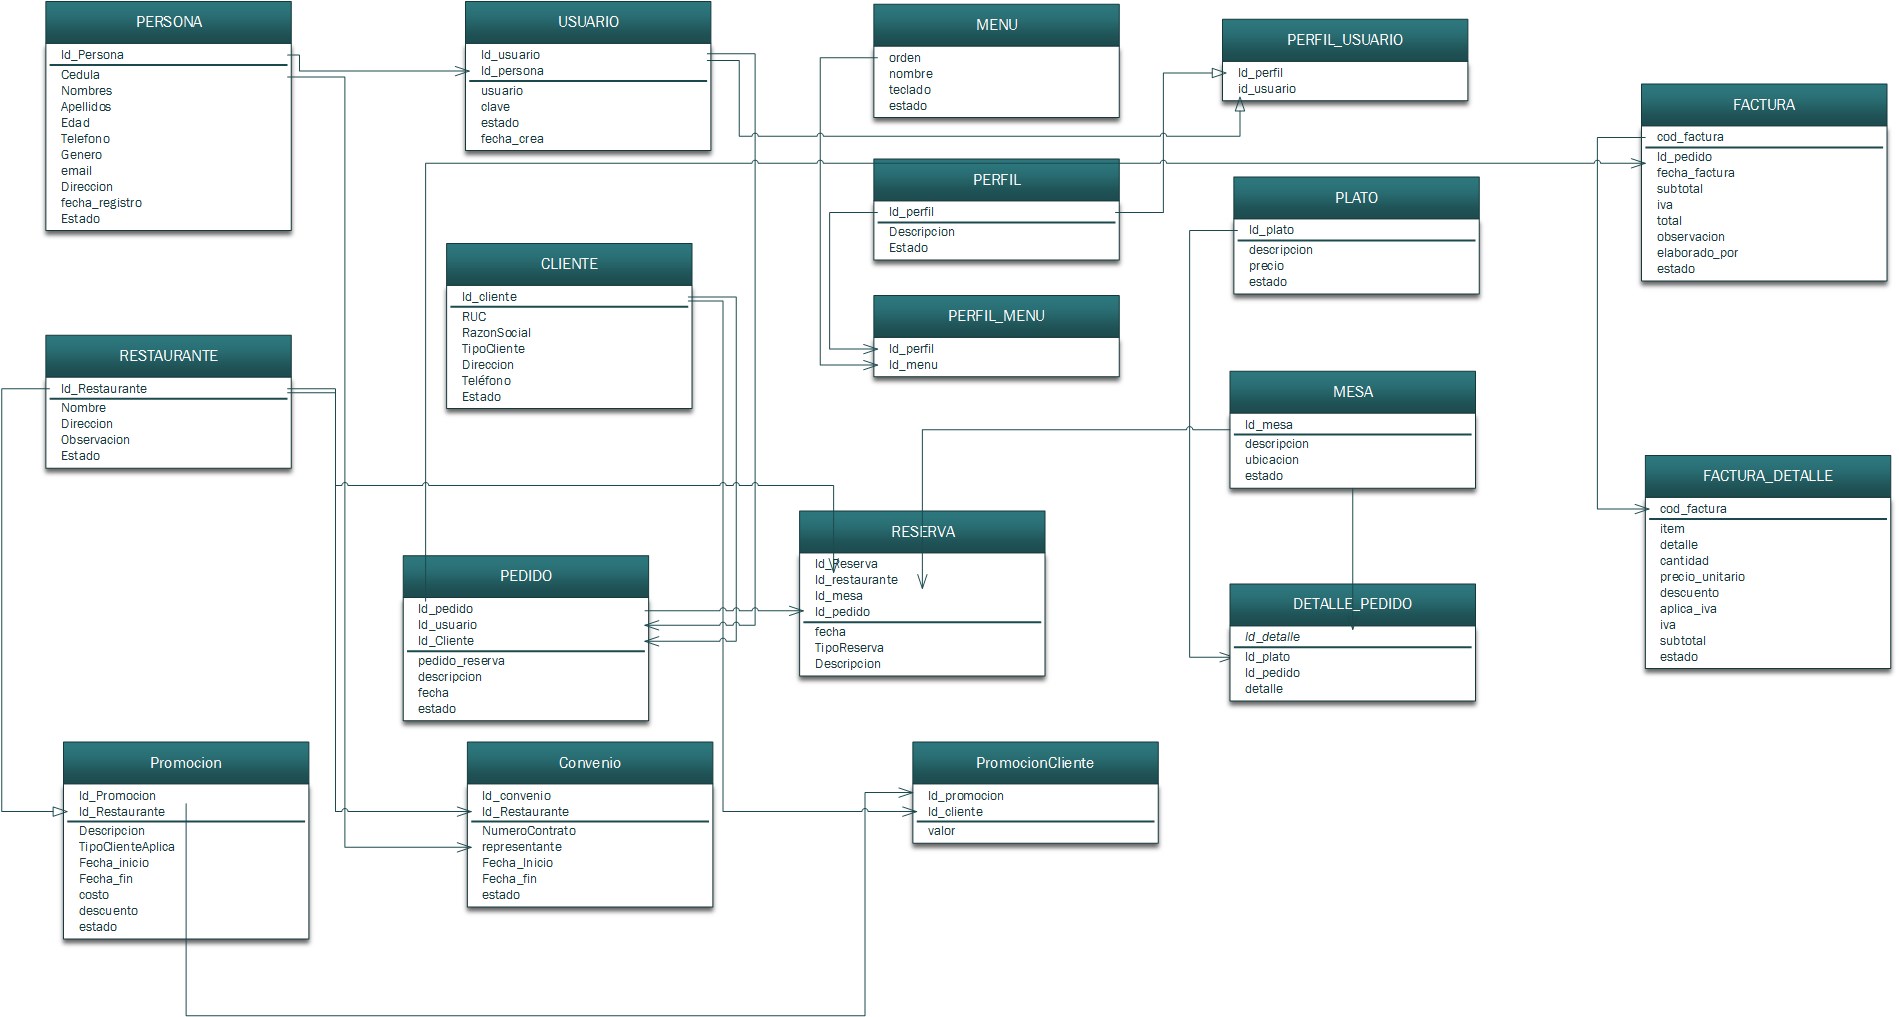 PERSONA
Id_Persona
Cedula
Nombres
Apellidos
Edad
Telefono
Genero
email
Direccion
fecha_registro
Estado
USUARIO
Id_usuario
Id_persona
usuario
clave
estado
fecha_crea
MENU
orden
nombre
teclado
estado
PERFIL_USUARIO
Id_perfil
id_usuario
FACTURA
cod_factura
Id_pedido
fecha_factura
subtotal
iva
total
observacion
elaborado_por
estado
PERFIL
Id_perfil
Descripcion
Estado
PLATO
Id_plato
descripcion
precio
estado
CLIENTE
Id_cliente
RUC
RazonSocial
TipoCliente
Direccion
Teléfono
Estado
PERFIL_MENU
Id_perfil
Id_menu
RESTAURANTE
Id_Restaurante
Nombre
Direccion
Observacion
Estado
MESA
Id_mesa
descripcion
ubicacion
estado
FACTURA_DETALLE
cod_factura
item
detalle
cantidad
precio_unitario
descuento
aplica_iva
iva
subtotal
estado
RESERVA
Id_Reserva
Id_restaurante
Id_mesa
Id_pedido
fecha
TipoReserva
Descripcion
PEDIDO
Id_pedido
Id_usuario
Id_Cliente
pedido_reserva
descripcion
fecha
estado
DETALLE_PEDIDO
Id_detalle
Id_plato
Id_pedido
detalle
Promocion
Id_Promocion
Id_Restaurante
Descripcion
TipoClienteAplica
Fecha_inicio
Fecha_fin
costo
descuento
estado
Convenio
Id_convenio
Id_Restaurante
NumeroContrato
representante
Fecha_Inicio
Fecha_fin
estado
PromocionCliente
Id_promocion
Id_cliente
valor